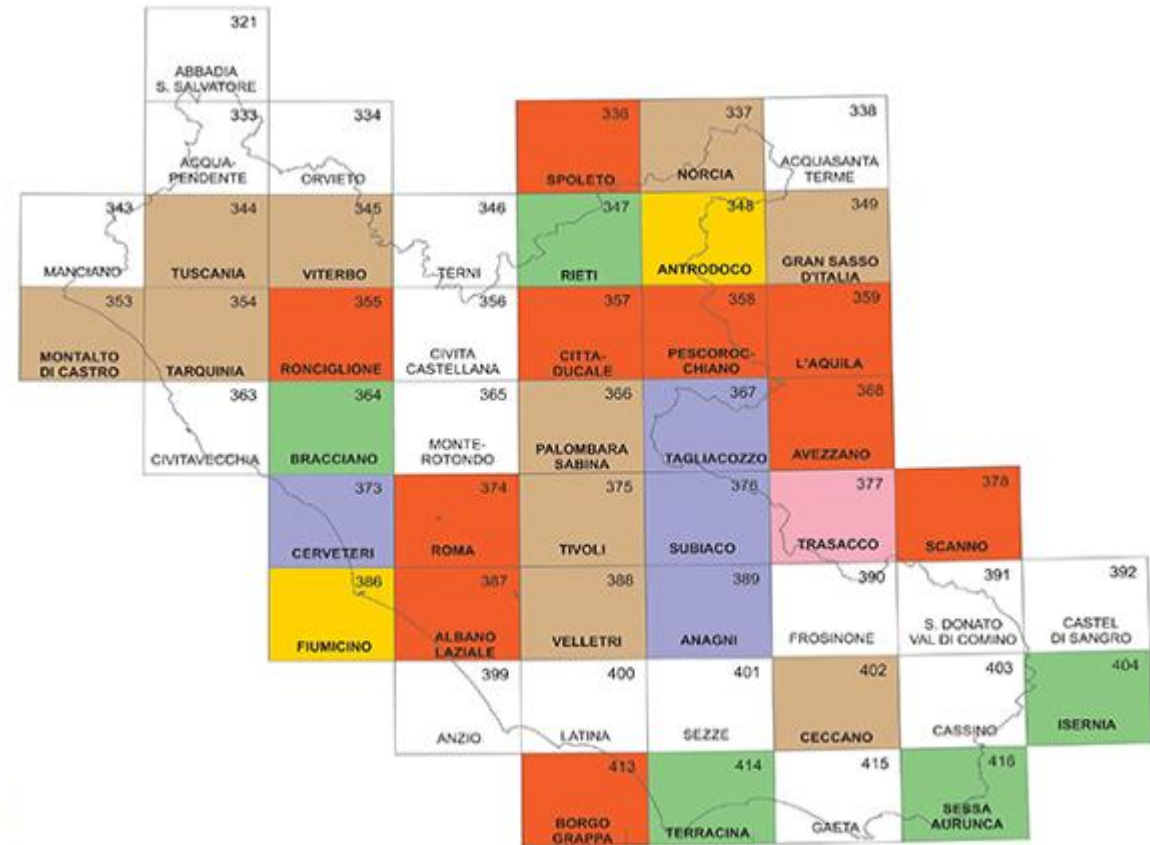 321
ABBADIA
S. SALVATORE
333
ACQUA-
PENDENTE
334
ORVIETO
336
SPOLETO
337
NORCIA
338
ACQUASANTA
TERME
343
MANCIANO
344
TUSCANIA
345
VITERBO
346
TERNI
347
RIETI
348
ANTRODOCO
349
GRAN SASSO
D'ITALIA
353
MONTALTO
DI CASTRO
354
TARQUINIA
355
RONCIGLIONE
356
CIVITA
CASTELLANA
357
CITTA-
DUCALE
358
PESCOROC-
CHIANO
359
L'AQUILA
363
CIVITAVECCHIA
364
BRACCIANO
365
MONTE-
ROTONDO
366
PALOMBARA
SABINA
367
TAGLIACOZZO
368
AVEZZANO
373
CERVETERI
374
ROMA
375
TIVOLI
376
SUBIACO
377
TRASACCO
378
SCANNO
386
FIUMICINO
387
ALBANO
LAZIALE
388
VELLETRI
389
ANAGNI
390
FROSINONE
391
S. DONATO
VAL DI COMINO
392
CASTEL
DI SANGRO
399
ANZIO
400
LATINA
401
SEZZE
402
CECCANO
403
CASSINO
404
ISERNIA
413
BORGO
GRAPPA
414
TERRACINA
415
GAETA
416
SESSA
AURUNCA